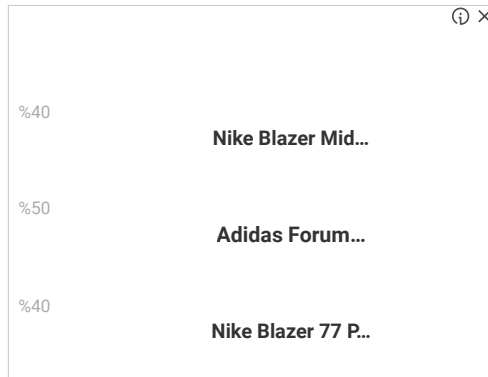 %40
Nike Blazer Mid...
%50
Adidas Forum...
%40
Nike Blazer 77 P...